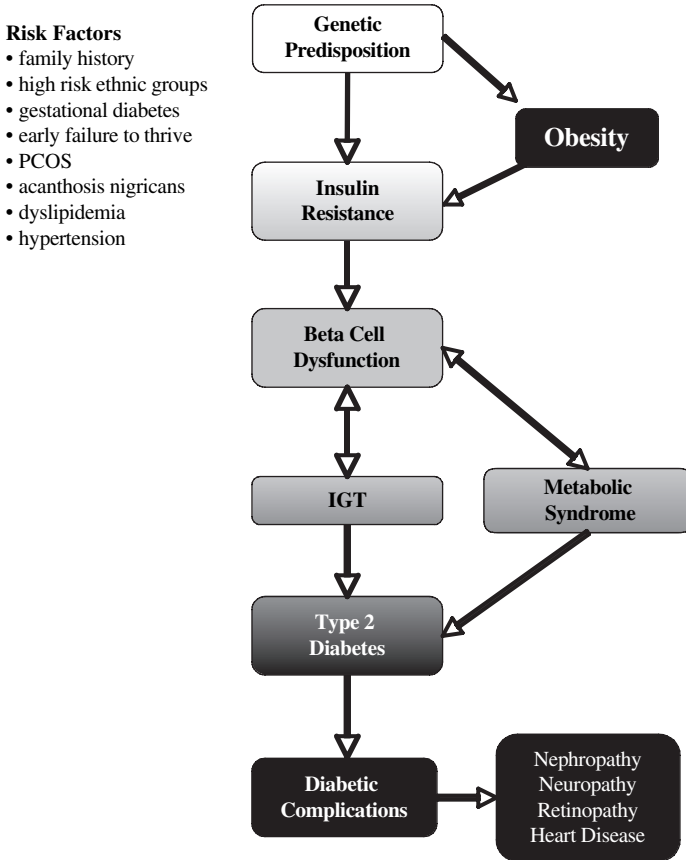 Risk Factors
• family history
• high risk ethnic groups
• gestational diabetes
• early failure to thrive
• PCOS
• acanthosis nigricans
• dyslipidemia
• hypertension
Genetic
Predisposition
Obesity
Insulin
Resistance
Beta Cell
Dysfunction
IGT
Metabolic
Syndrome
Type 2
Diabetes
Diabetic
Complications
Nephropathy
Neuropathy
Retinopathy
Heart Disease